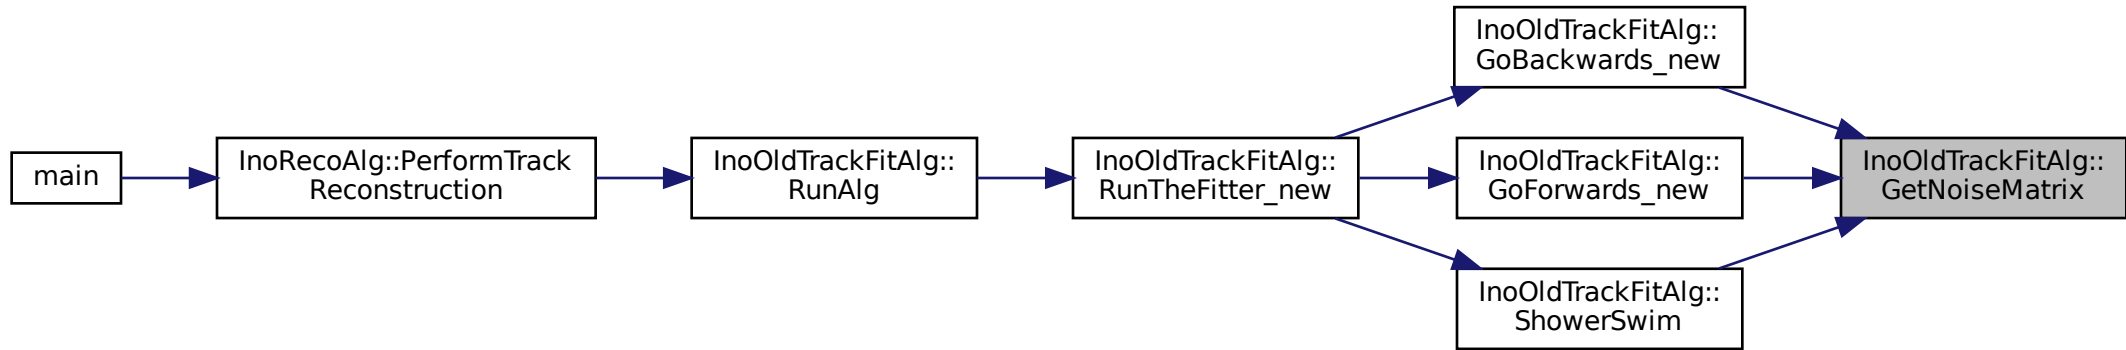 main
InoRecoAlg::PerformTrack
Reconstruction
InoOldTrackFitAlg::
RunAlg
InoOldTrackFitAlg::
RunTheFitter_new
InoOldTrackFitAlg::
GoBackwards_new
InoOldTrackFitAlg::
GoForwards_new
InoOldTrackFitAlg::
ShowerSwim
InoOldTrackFitAlg::
GetNoiseMatrix